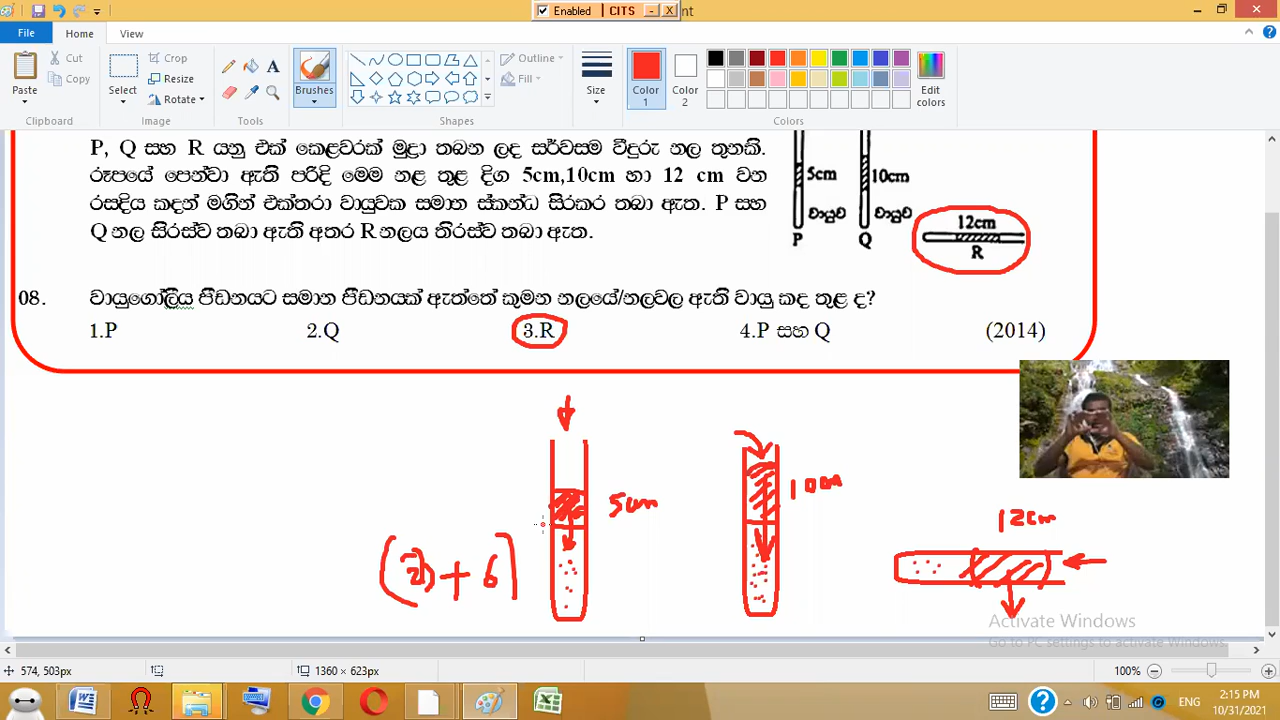 Enabled | CITS
nt
File Home View
Paste
Cut
Copy
Clipboard
Select
Crop
Resize
Rotate
Image
Tools
Brushes
Shapes
Outline
Fill
Size
Color 1
Color 2
Edit colors
Colors
P, Q සහ R යනු එක් කෙළවරක් මුද්‍රා තබන ලද සර්වසම වීදුරු නල තුනකි.
රූපයේ පෙන්වා ඇති පරිදි මෙම නළ තුළ දිග 5cm,10cm හා 12 cm වන
රසදිය කදන් මගින් එක්තරා වායුවක සමාන ස්කන්ධ සිරකර තබා ඇත. P සහ
Q නල සිරස්ව තබා ඇති අතර R නලය තිරස්ව තබා ඇත.
5cm
10cm
වායුව
වායුව
P
Q
12cm
R
08. වායුගෝලීය පීඩනයට සමාන පීඩනයක් ඇත්තේ කුමන නලයේ/නලවල ඇති වායු කද තුළ ද?
1.P 2.Q 3.R 4.P සහ Q (2014)
5cm
10cm
12cm
+ 6
Activate Windows
Go to PC settings to activate Windows.
574, 503px
1360 × 623px
100%
ENG
2:15 PM
10/31/2021